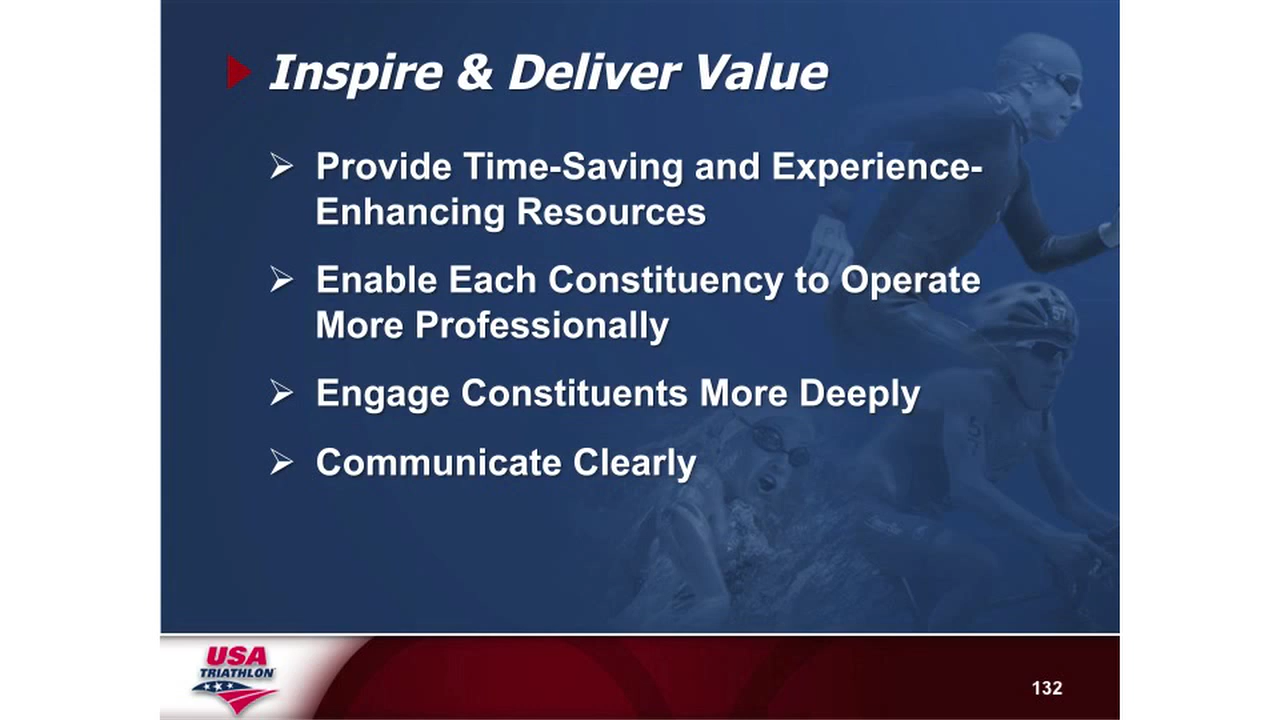 Inspire & Deliver Value
Provide Time-Saving and Experience-
Enhancing Resources
Enable Each Constituency to Operate
More Professionally
Engage Constituents More Deeply
Communicate Clearly
57
USA
TRIATHLON
132